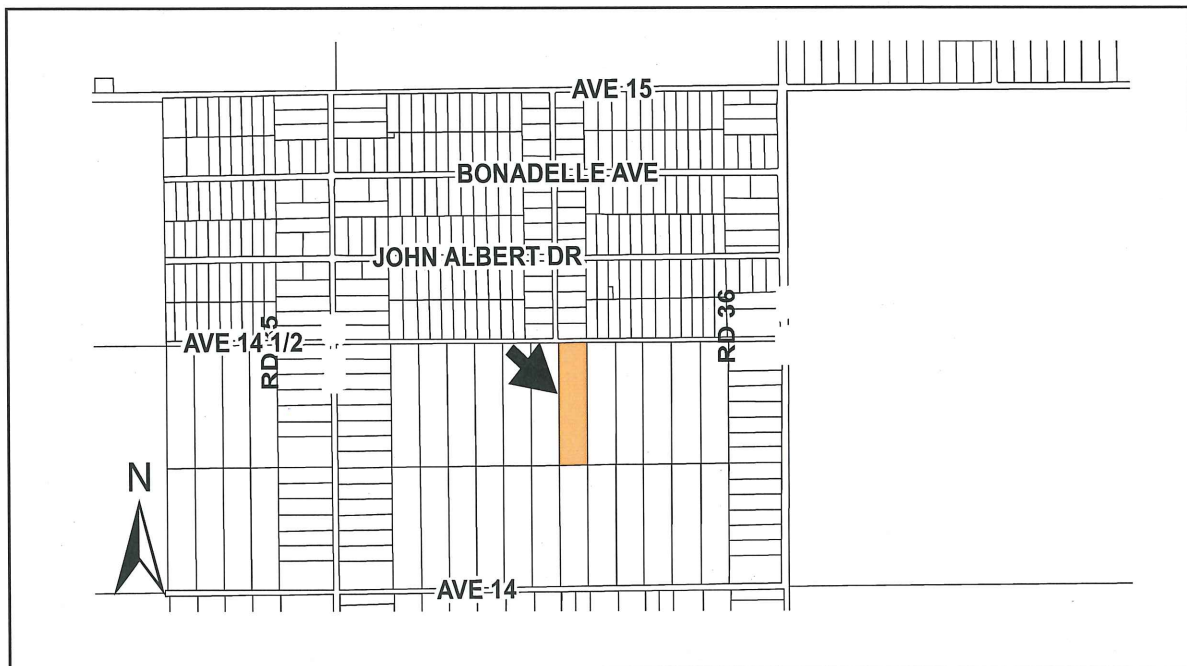 AVE 15
BONADELLE AVE
JOHN ALBERT DR
AVE 14 1/2
RD 36
N
AVE 14